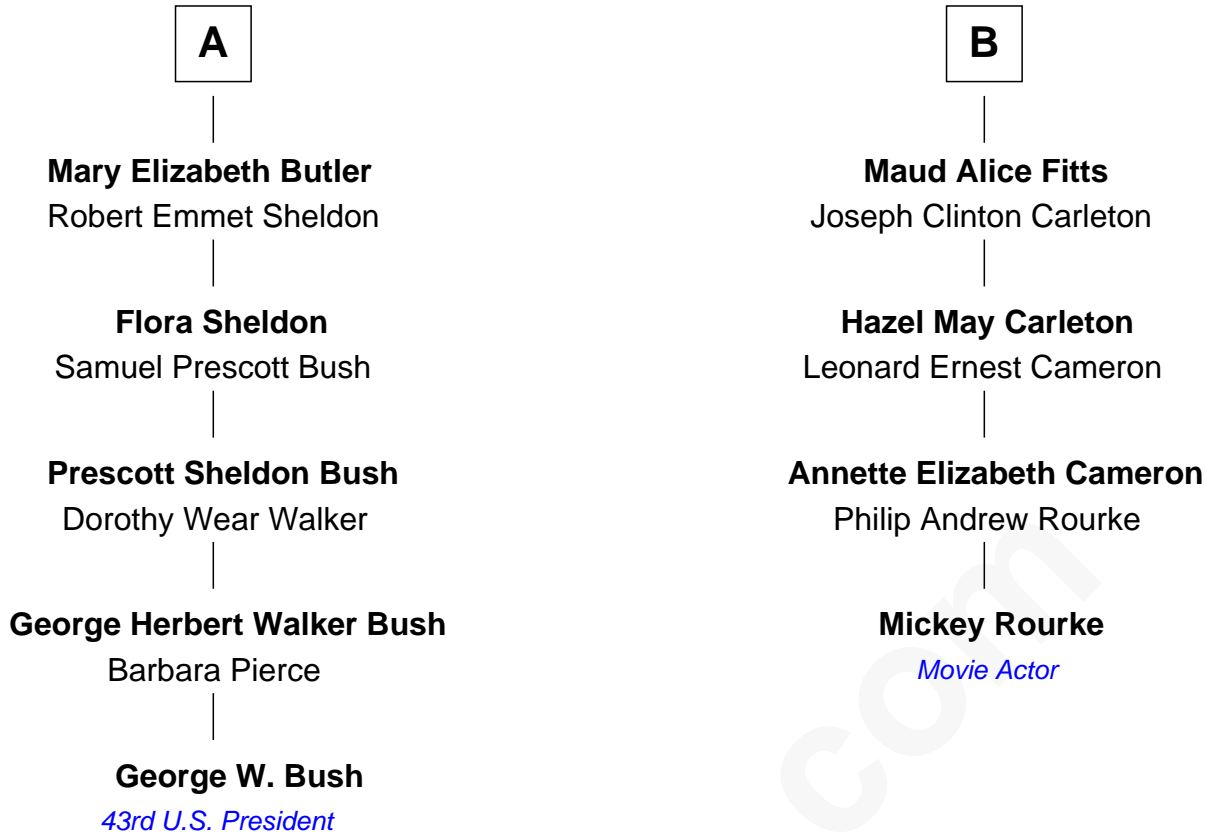 A
Mary Elizabeth Butler
Robert Emmet Sheldon
Flora Sheldon
Samuel Prescott Bush
Prescott Sheldon Bush
Dorothy Wear Walker
George Herbert Walker Bush
Barbara Pierce
George W. Bush
43rd U.S. President
B
Maud Alice Fitts
Joseph Clinton Carleton
Hazel May Carleton
Leonard Ernest Cameron
Annette Elizabeth Cameron
Philip Andrew Rourke
Mickey Rourke
Movie Actor
com